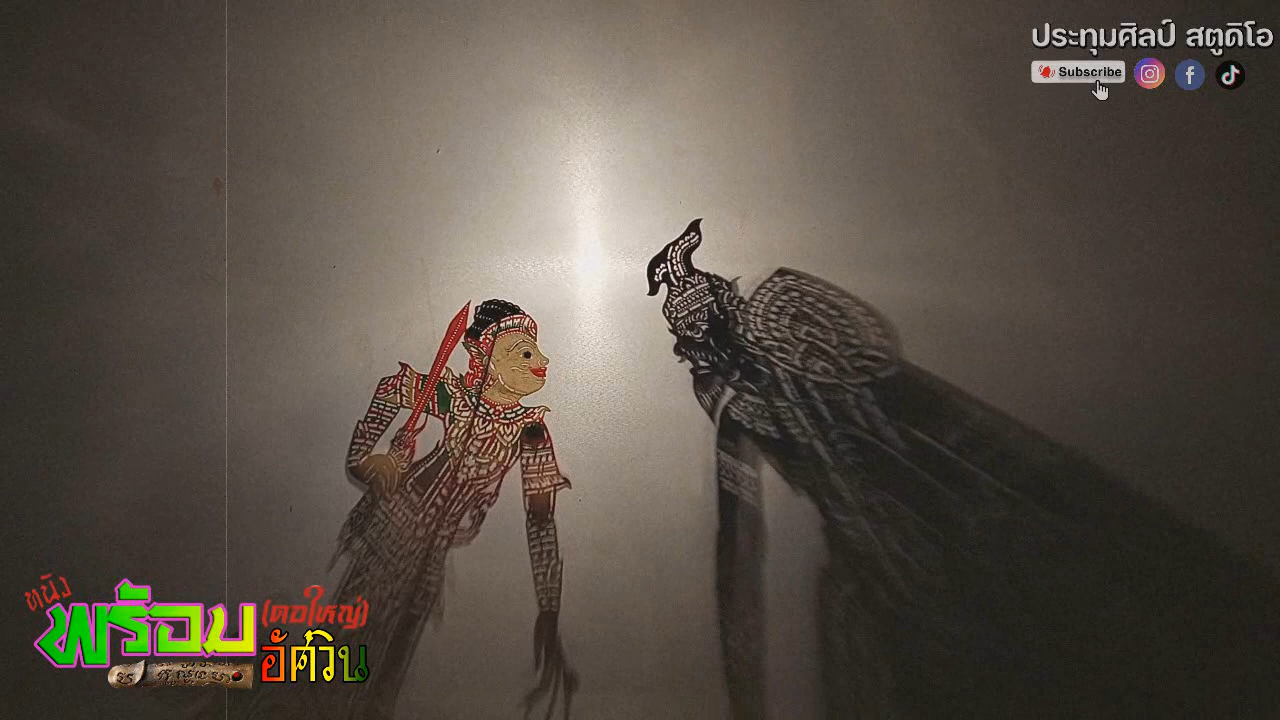 ประทุมศิลป์ สตูดิโอ
Subscribe
หนัง
พร้อม
(ตอใหญ่)
อัศวิน